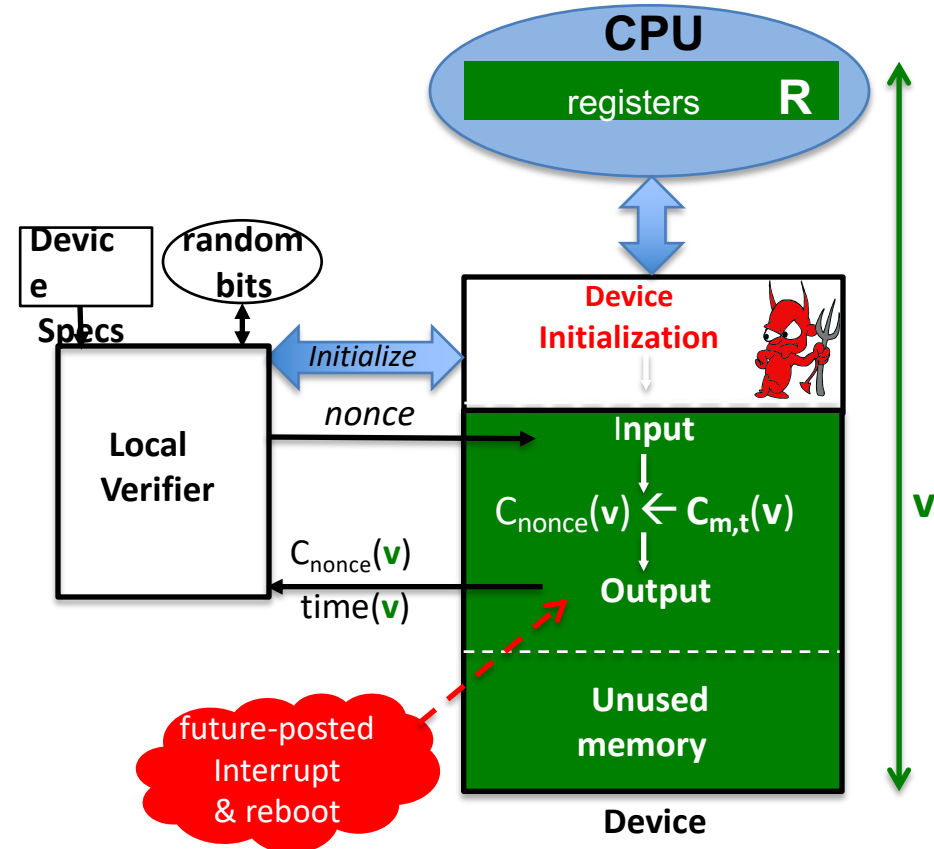 CPU
registers R
Devic
e
Specs
random
bits
Device
Initialization
Initialize
nonce
Local
Verifier
Input
Cnonce(v) ← Cm,t(v)
Output
Cnonce(v)
time(v)
v
future-posted
Interrupt
& reboot
Unused
memory
Device